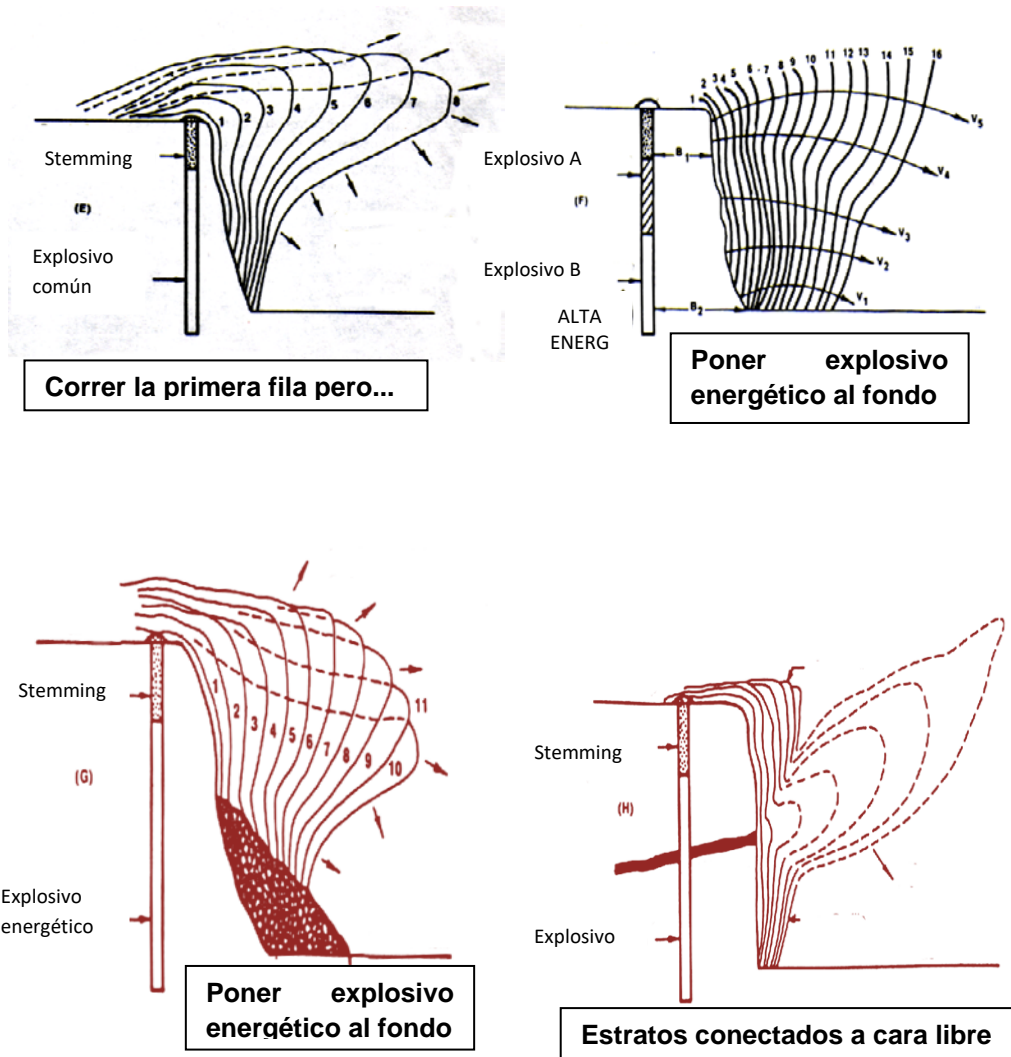 1
2
3
4
5
6
7
8
Stemming
(E)
Explosivo
común
Correr la primera fila pero...
1
2
3
4
5
6
7
8
9
10
11
12
13
14
15
16
Explosivo A
B1
V5
V4
(F)
V3
Explosivo B
V2
B2
V1
ALTA
ENERG
Poner explosivo
energético al fondo
Stemming
1
2
3
4
5
6
7
8
9
10
11
(G)
Explosivo
energético
Poner explosivo
energético al fondo
Stemming
(H)
Explosivo
Estratos conectados a cara libre